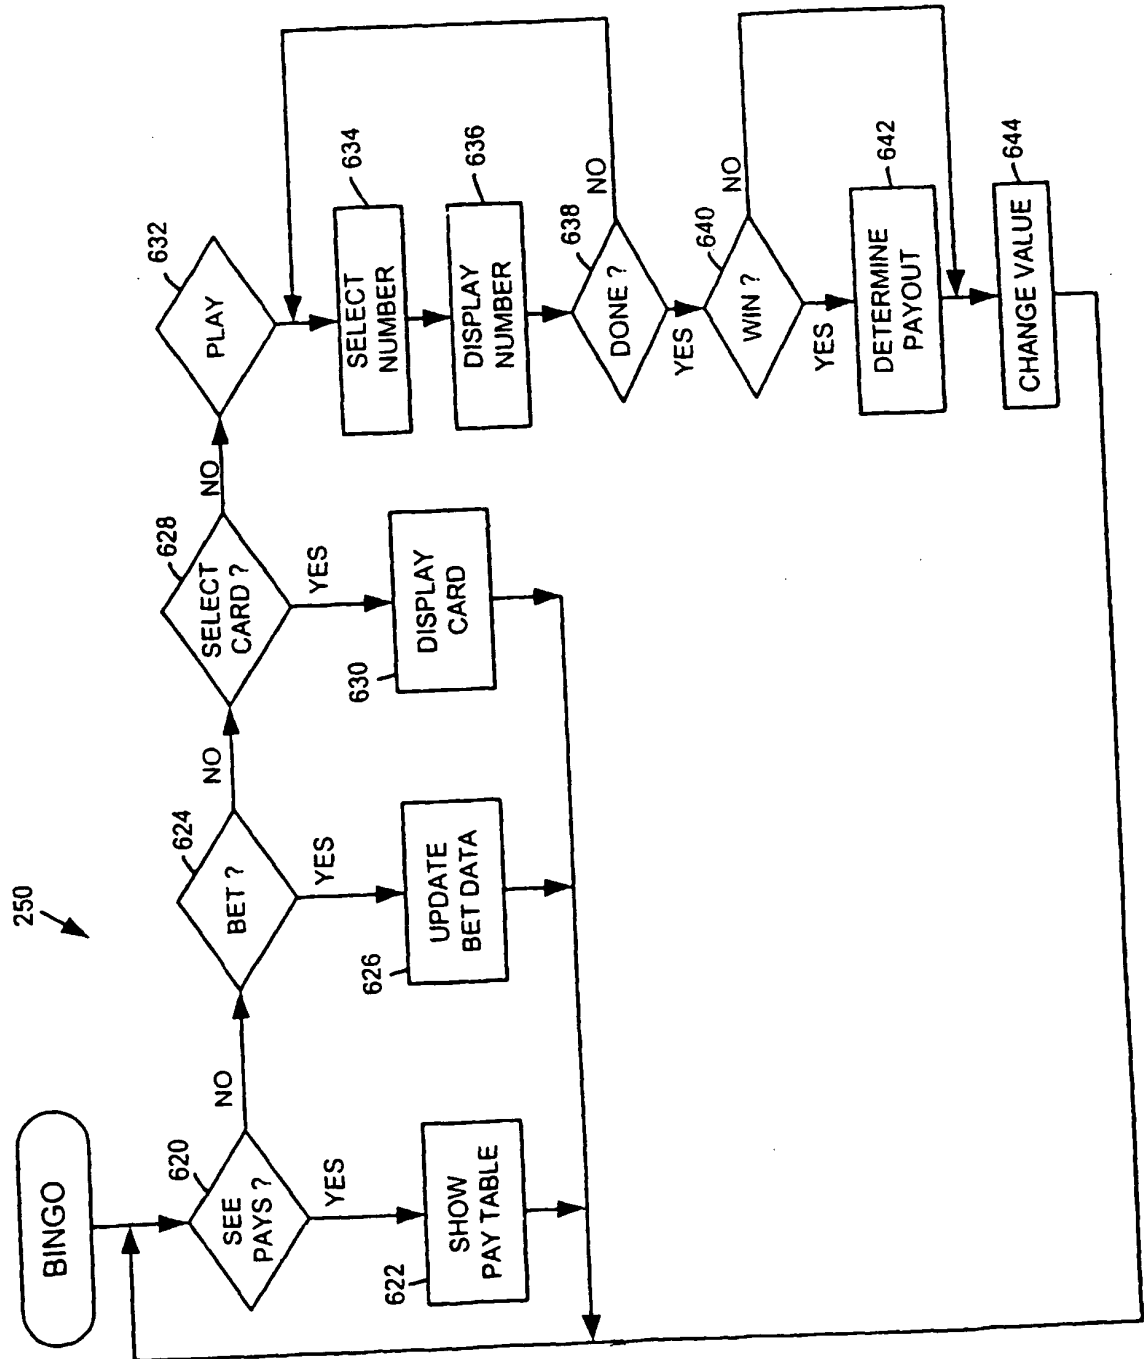 250
BINGO
SEE
PAYS ?
620
NO
YES
SHOW
PAY TABLE
622
BET ?
624
NO
YES
UPDATE
BET DATA
626
SELECT
CARD ?
628
NO
YES
DISPLAY
CARD
630
PLAY
632
SELECT
NUMBER
634
DISPLAY
NUMBER
636
DONE ?
638
NO
YES
WIN ?
640
NO
YES
DETERMINE
PAYOUT
642
CHANGE VALUE
644